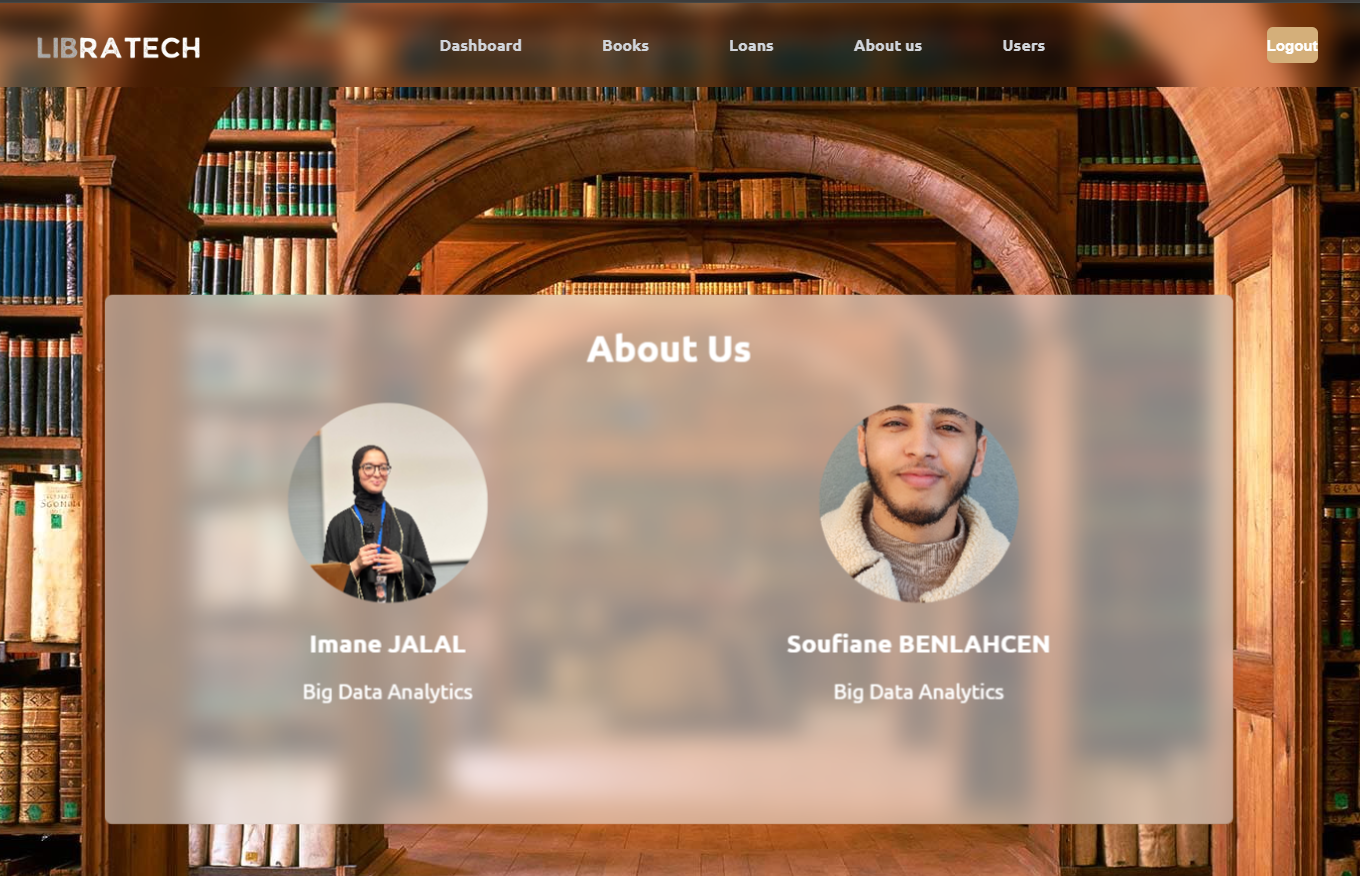 LIBRATECH
Dashboard
Books
Loans
About us
Users
Logout
About Us
Imane JALAL
Soufiane BENLAHCEN
Big Data Analytics
Big Data Analytics